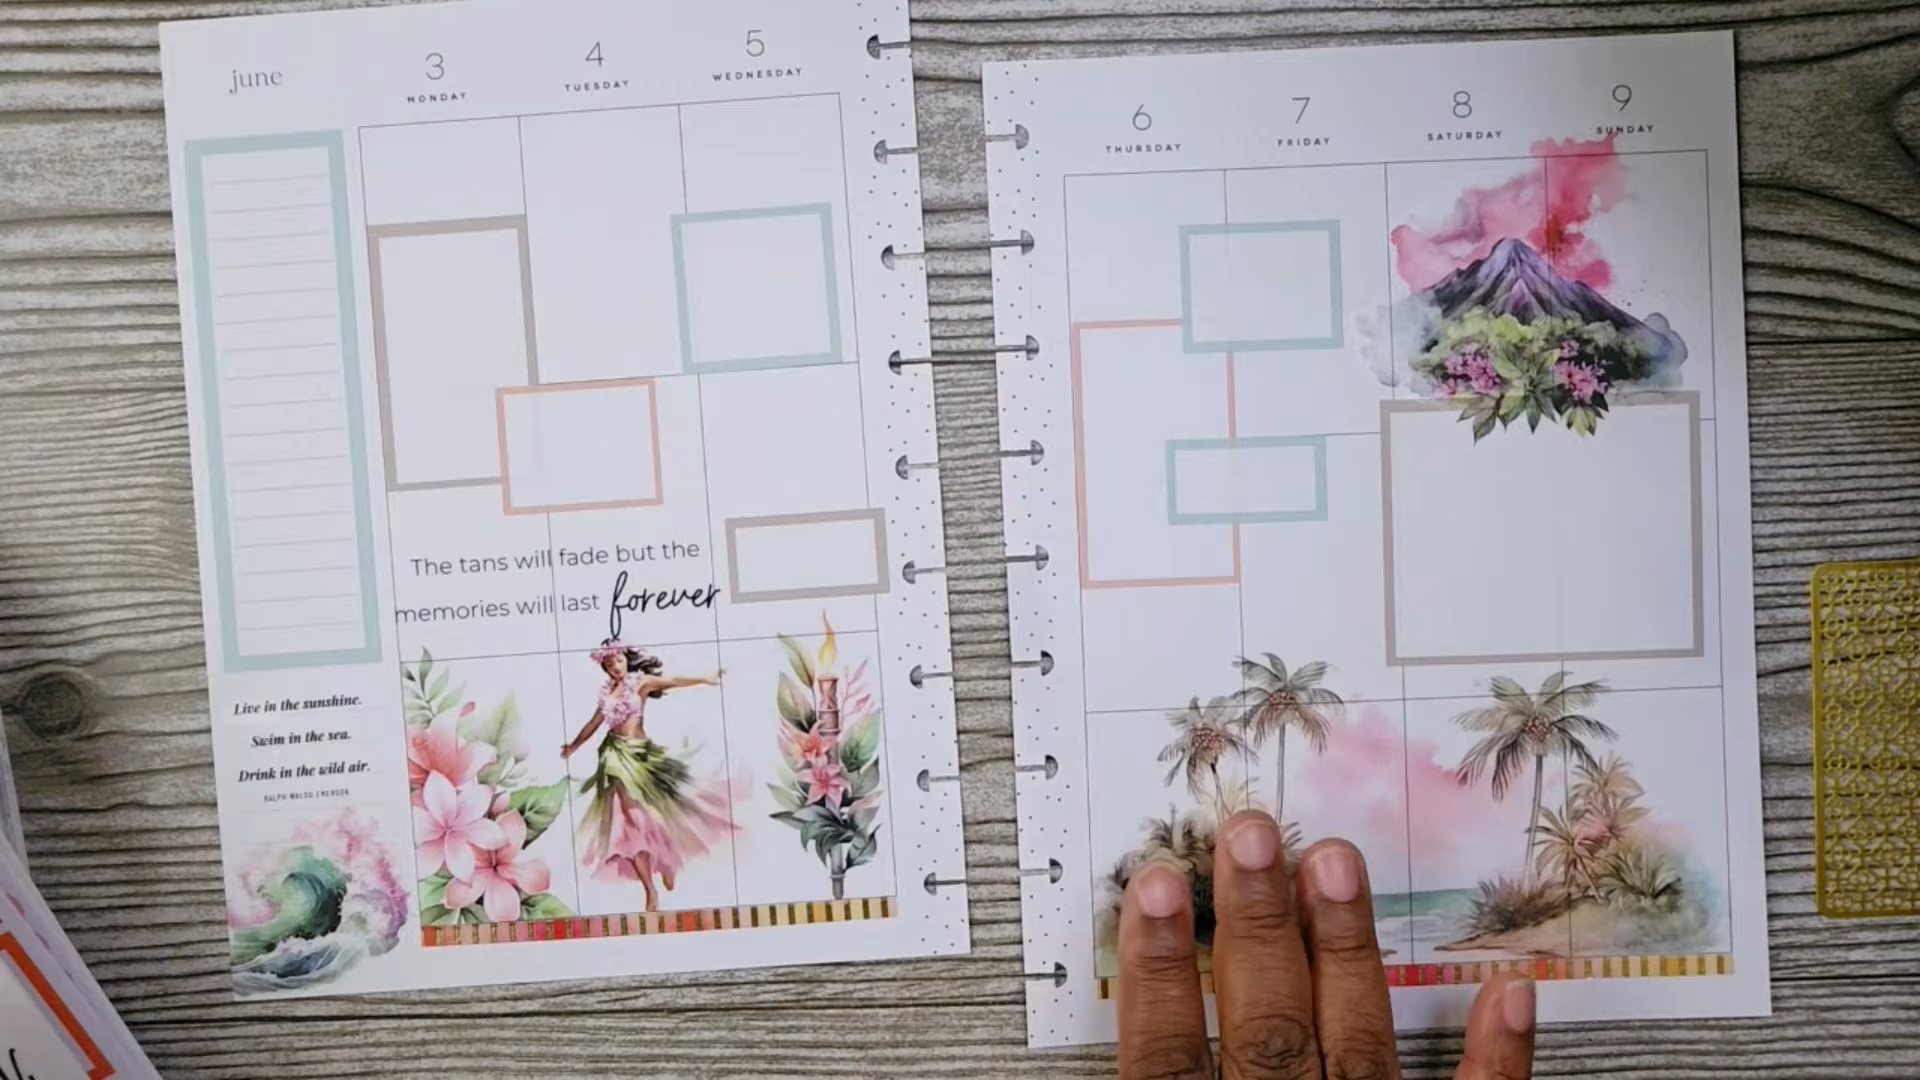 june
3
MONDAY
4
TUESDAY
5
WEDNESDAY
The tans will fade but the
memories will last forever
Live in the sunshine.
Swim in the sea.
Drink in the wild air.
RALPH WALDO EMERSON
6
THURSDAY
7
FRIDAY
8
SATURDAY
9
SUNDAY